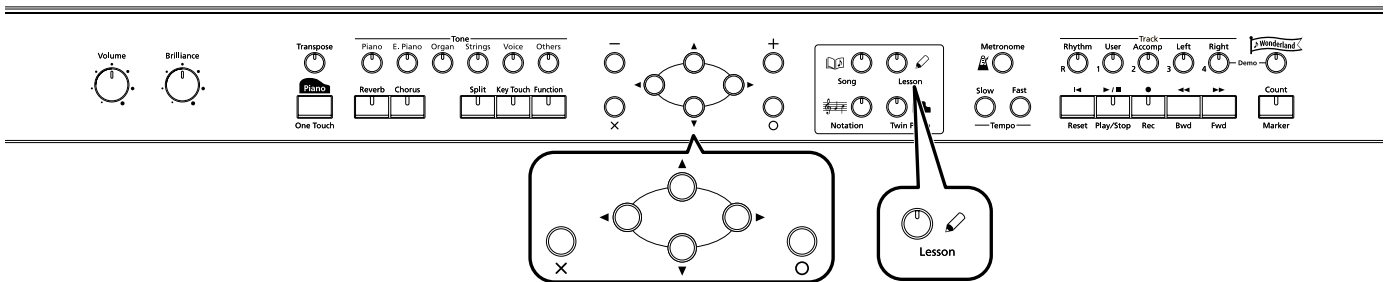 Volume
Brilliance
Transpose
Piano
One Touch
Tone
Piano E. Piano Organ Strings Voice Others
Reverb Chorus Split Key Touch Function
Song
Lesson
Notation
Metronome
Slow Fast
Tempo
Track
Rhythm User Accomp Left Right
R 1 2 3 4
Demo
Wonderland
Reset Play/Stop Rec Bwd Fwd
Count
Marker
Lesson